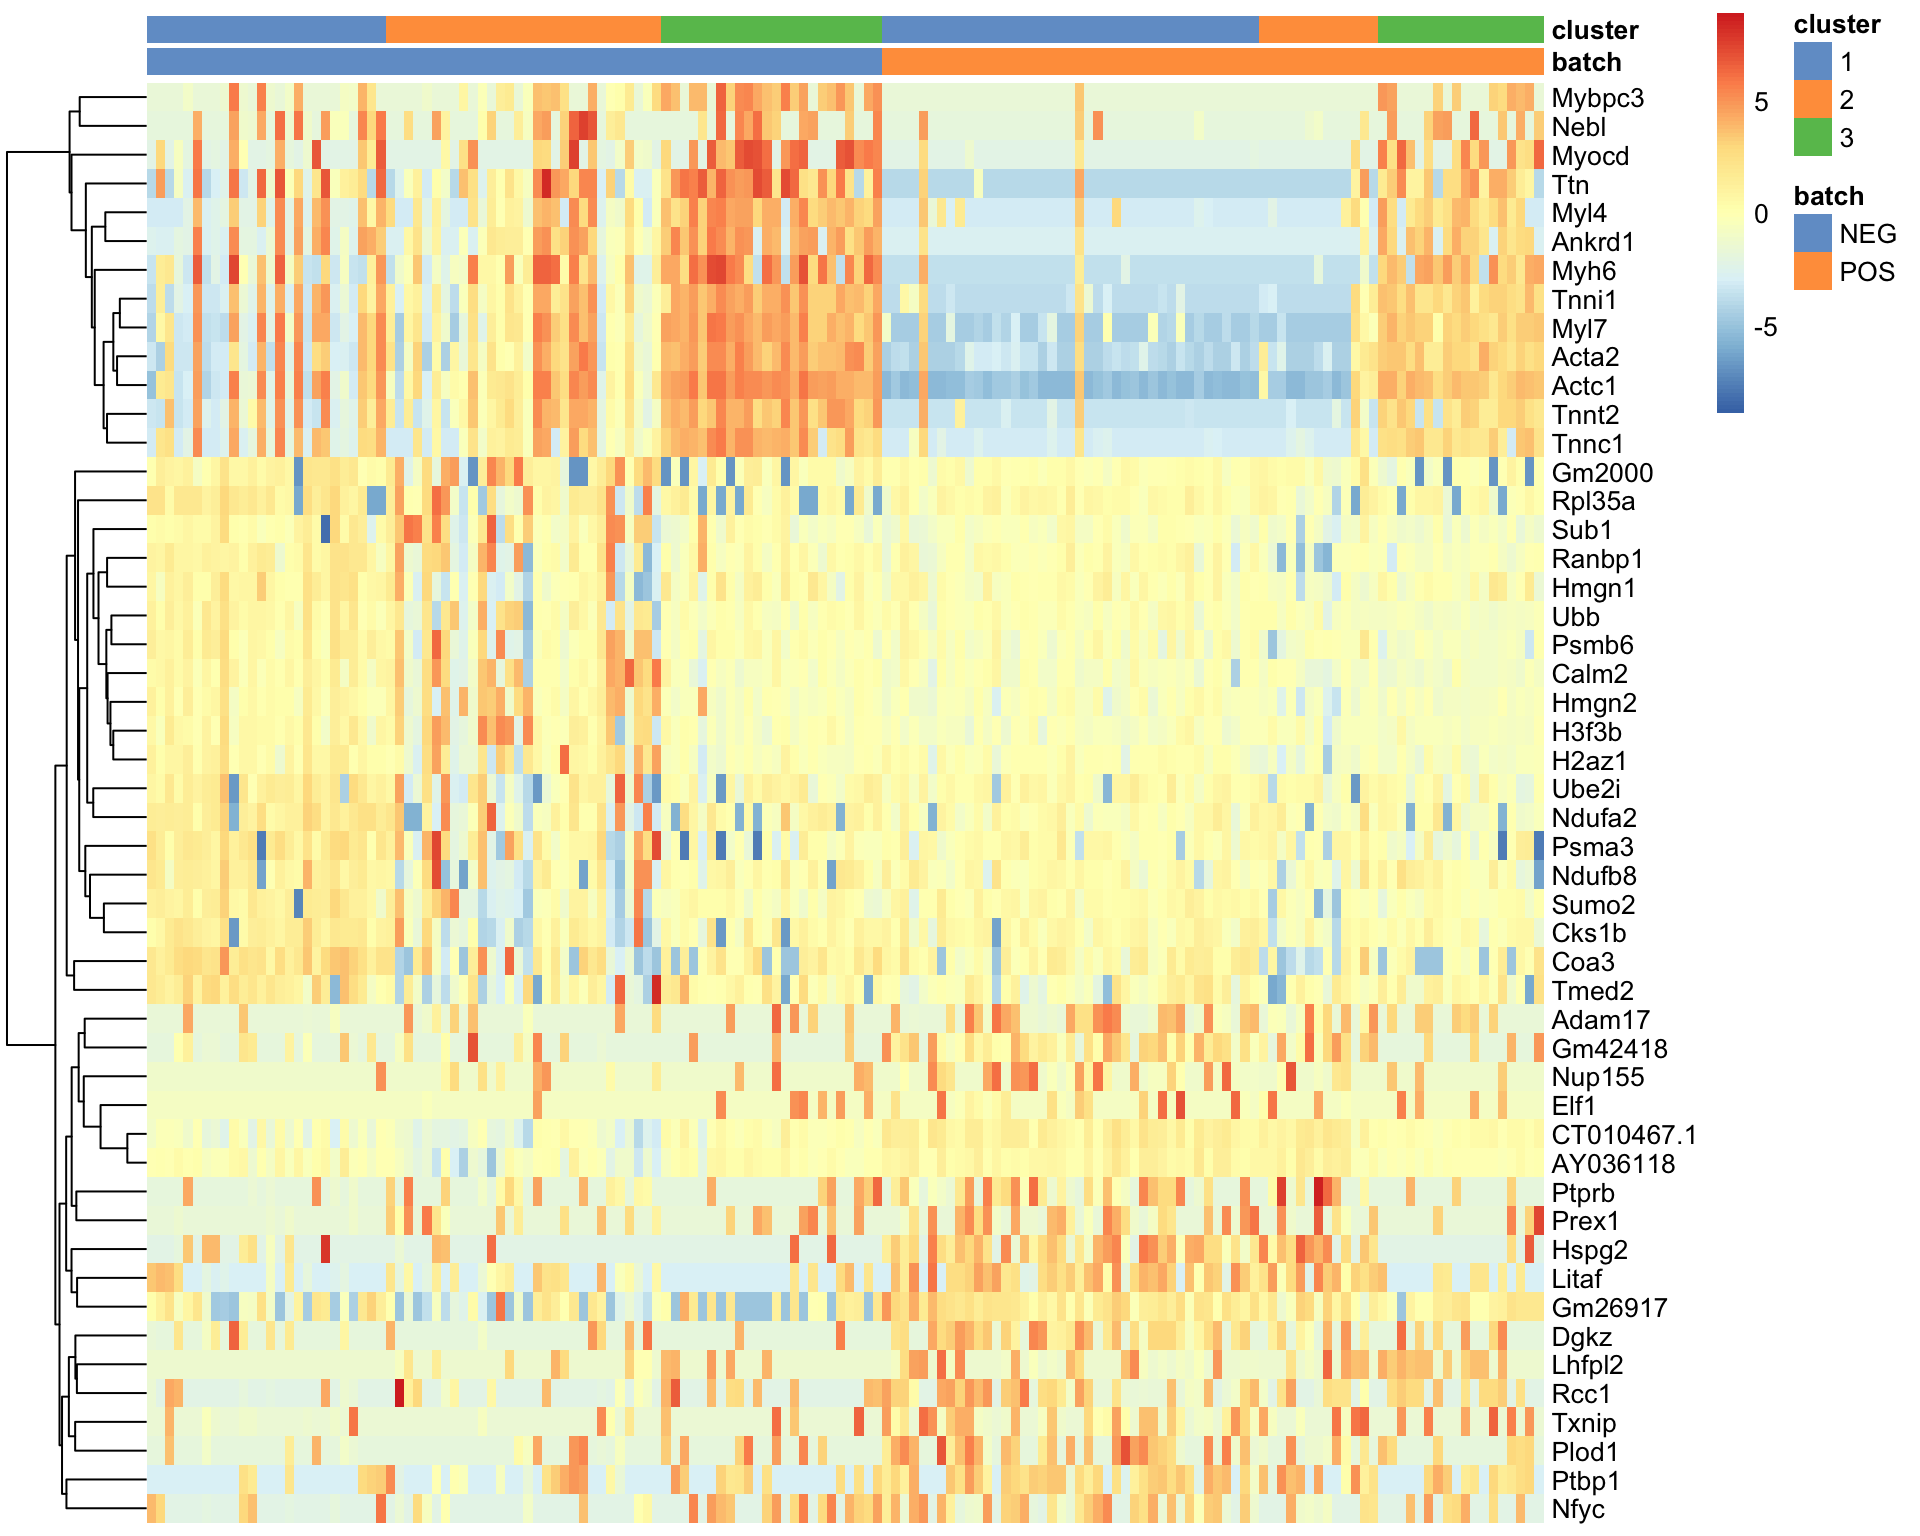 cluster
batch
Mybpc3
Nebl
Myocd
Ttn
Myl4
Ankrd1
Myh6
Tnni1
Myl7
Acta2
Actc1
Tnnt2
Tnnc1
Gm2000
Rpl35a
Sub1
Ranbp1
Hmgn1
Ubb
Psmb6
Calm2
Hmgn2
H3f3b
H2az1
Ube2i
Ndufa2
Psma3
Ndufb8
Sumo2
Cks1b
Coa3
Tmed2
Adam17
Gm42418
Nup155
Elf1
CT010467.1
AY036118
Ptprb
Prex1
Hspg2
Litaf
Gm26917
Dgkz
Lhfpl2
Rcc1
Txnip
Plod1
Ptbp1
Nfyc
5
0
-5
cluster
1
2
3
batch
NEG
POS